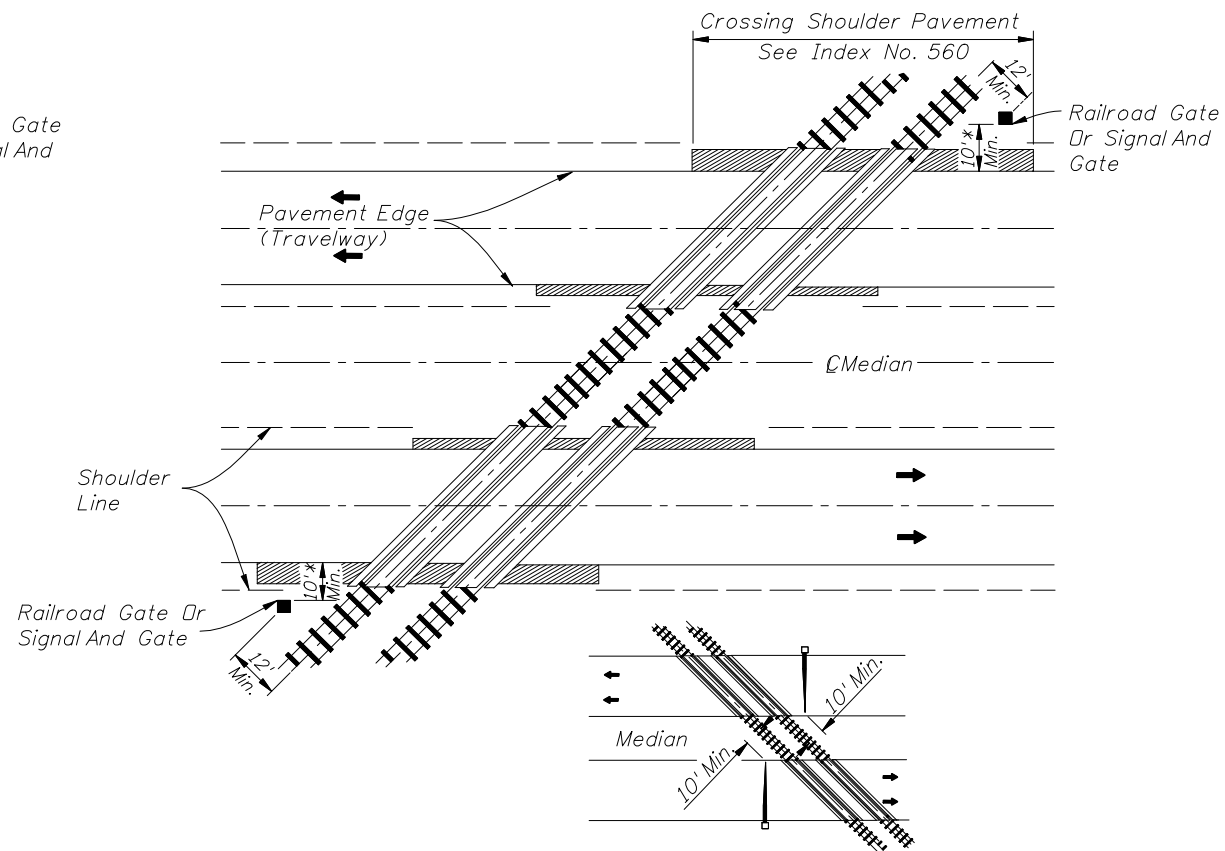 Crossing Shoulder Pavement
See Index No. 560
12'
Min.
Gate
And
Railroad Gate
Or Signal And
Gate
10'*
Min.
Pavement Edge
(Travelway)
℄ Median
Shoulder
Line
10'*
Min.
Railroad Gate Or
Signal And Gate
12'
Min.
10' Min.
Median
10' Min.